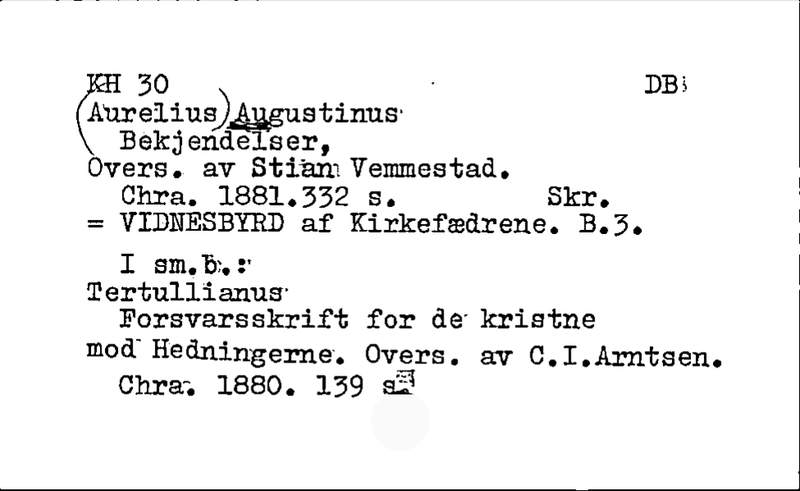 KH 30 DB
(Aurelius) Augustinus
Bekjendelser,
Overs. av Stian Vemmestad.
Chra. 1881.332 s. Skr.
= VIDNESBYRD af Kirkefædrene. B.3.
I sm.b.:
Tertullianus
Forsvarsskrift for de kristne
mod Hedningerne. Overs. av C.I.Arntsen.
Chra. 1880. 139 s